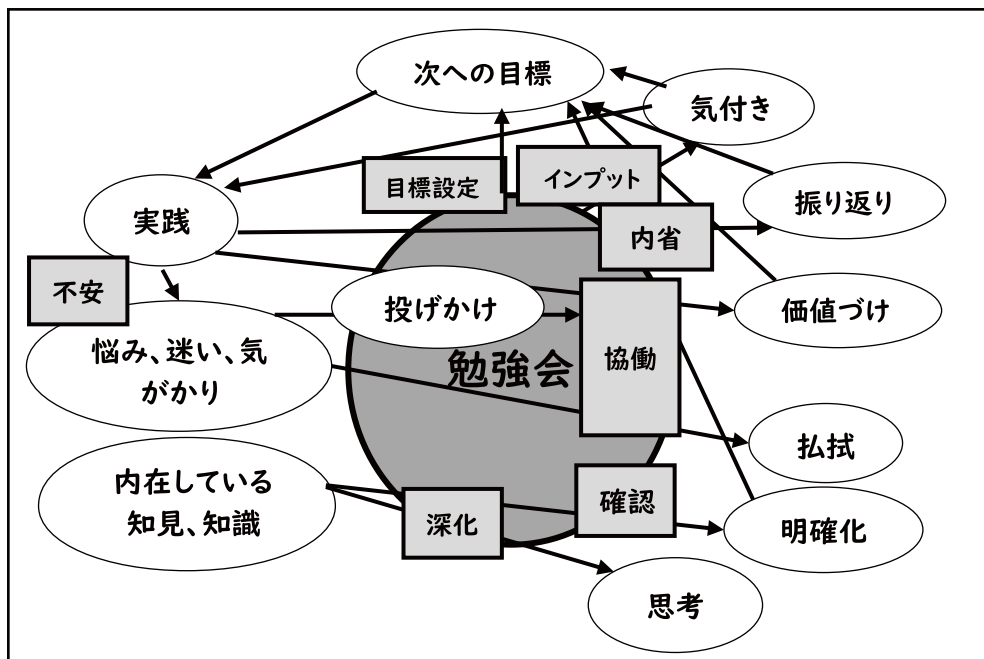 次への目標
気付き
目標設定
インプット
振り返り
実践
内省
不安
投げかけ
価値づけ
悩み、迷い、気
がかり
勉強会
協働
払拭
内在している
知見、知識
深化
確認
明確化
思考